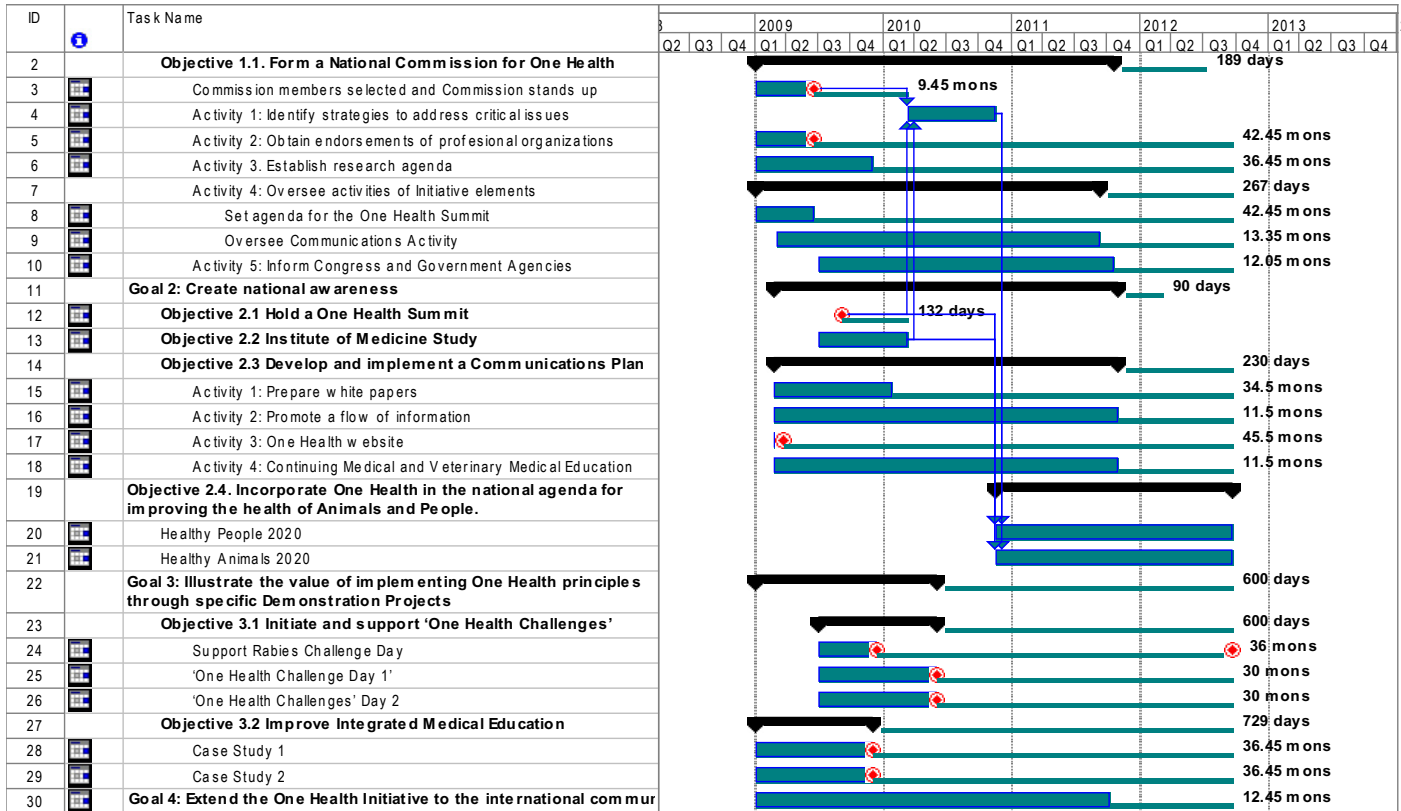 ID Task Name
3 2009 2010 2011 2012 2013
Q2 Q3 Q4 Q1 Q2 Q3 Q4 Q1 Q2 Q3 Q4 Q1 Q2 Q3 Q4 Q1 Q2 Q3 Q4 Q1 Q2 Q3 Q4
2 Objective 1.1. Form a National Commission for One Health 189 days
3 Commission members selected and Commission stands up 9.45 mons
4 Activity 1: Identify strategies to address critical issues
5 Activity 2: Obtain endorsements of profesional organizations 42.45 mons
6 Activity 3. Establish research agenda 36.45 mons
7 Activity 4: Oversee activities of Initiative elements 267 days
8 Set agenda for the One Health Summit 42.45 mons
9 Oversee Communications Activity 13.35 mons
10 Activity 5: Inform Congress and Government Agencies 12.05 mons
11 Goal 2: Create national awareness 90 days
12 Objective 2.1 Hold a One Health Summit 132 days
13 Objective 2.2 Institute of Medicine Study
14 Objective 2.3 Develop and implement a Communications Plan 230 days
15 Activity 1: Prepare white papers 34.5 mons
16 Activity 2: Promote a flow of information 11.5 mons
17 Activity 3: One Health website 45.5 mons
18 Activity 4: Continuing Medical and Veterinary Medical Education 11.5 mons
19 Objective 2.4. Incorporate One Health in the national agenda for
improving the health of Animals and People.
20 Healthy People 2020
21 Healthy Animals 2020
22 Goal 3: Illustrate the value of implementing One Health principles 600 days
through specific Demonstration Projects
23 Objective 3.1 Initiate and support ‘One Health Challenges’ 600 days
24 Support Rabies Challenge Day 36 mons
25 ‘One Health Challenge Day 1’ 30 mons
26 ‘One Health Challenges’ Day 2 30 mons
27 Objective 3.2 Improve Integrated Medical Education 729 days
28 Case Study 1 36.45 mons
29 Case Study 2 36.45 mons
30 Goal 4: Extend the One Health Initiative to the international commur 12.45 mons